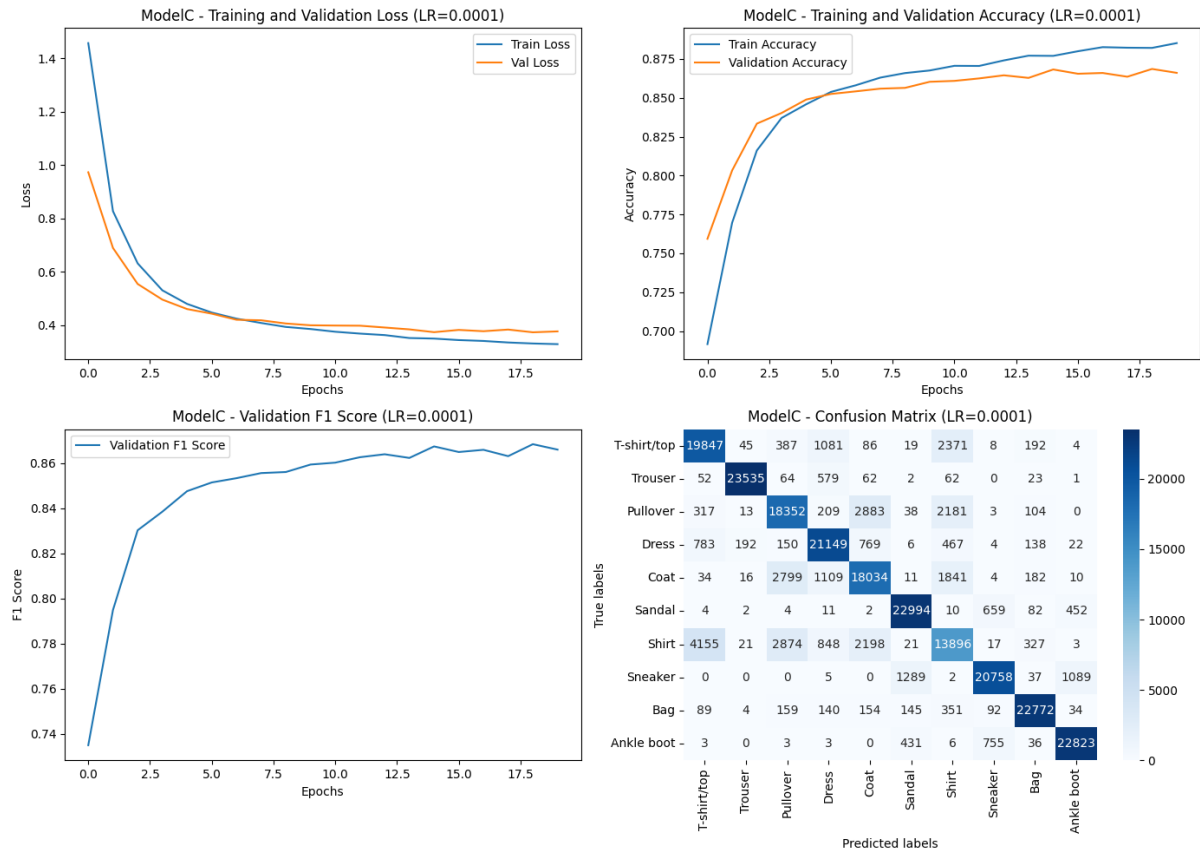 ModelC - Training and Validation Loss (LR=0.0001)
Train Loss
Val Loss
1.4
1.2
1.0
0.8
0.6
0.4
Loss
0.0 2.5 5.0 7.5 10.0 12.5 15.0 17.5
Epochs
ModelC - Training and Validation Accuracy (LR=0.0001)
Train Accuracy
Validation Accuracy
0.875
0.850
0.825
0.800
0.775
0.750
0.725
0.700
Accuracy
0.0 2.5 5.0 7.5 10.0 12.5 15.0 17.5
Epochs
ModelC - Validation F1 Score (LR=0.0001)
Validation F1 Score
0.86
0.84
0.82
0.80
0.78
0.76
0.74
F1 Score
0.0 2.5 5.0 7.5 10.0 12.5 15.0 17.5
Epochs
ModelC - Confusion Matrix (LR=0.0001)
True labels
T-shirt/top 19847 45 387 1081 86 19 2371 8 192 4
Trouser 52 23535 64 579 62 2 62 0 23 1
Pullover 317 13 18352 209 2883 38 2181 3 104 0
Dress 783 192 150 21149 769 6 467 4 138 22
Coat 34 16 2799 1109 18034 11 1841 4 182 10
Sandal 4 2 4 11 2 22994 10 659 82 452
Shirt 4155 21 2874 848 2198 21 13896 17 327 3
Sneaker 0 0 0 5 0 1289 2 20758 37 1089
Bag 89 4 159 140 154 145 351 92 22772 34
Ankle boot 3 0 3 3 0 431 6 755 36 22823
T-shirt/top Trouser Pullover Dress Coat Sandal Shirt Sneaker Bag Ankle boot
Predicted labels
20000
15000
10000
5000
0